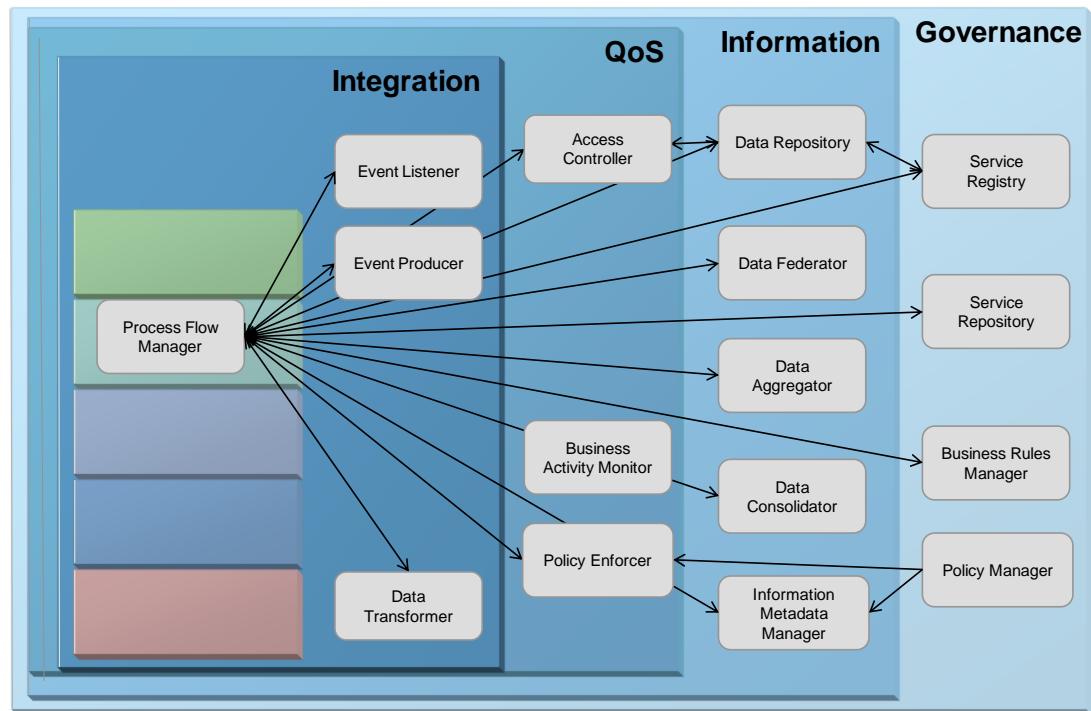 Governance
Information
QoS
Integration
Access
Controller
Data Repository
Event Listener
Service
Registry
Event Producer
Data Federator
Process Flow
Manager
Service
Repository
Data
Aggregator
Business
Activity Monitor
Business Rules
Manager
Data
Consolidator
Policy Enforcer
Policy Manager
Data
Transformer
Information
Metadata
Manager